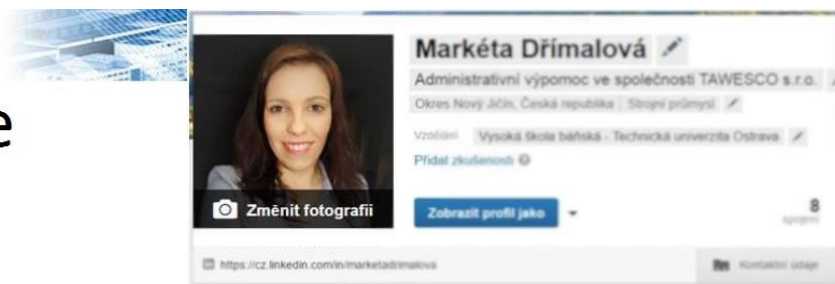 e
Markéta Dřímalová
Administrativní výpomoc ve společnosti TAWESCO s.r.o.
Okres Nový Jičín, Česká republika Strojní průmysl
Vzdělání Vysoká škola báňská - Technická univerzita Ostrava
Přidat zkušenosti
Změnit fotografii
Zobrazit profil jako
8
spojení
https://cz.linkedin.com/in/marketadrimalova
Kontaktní údaje